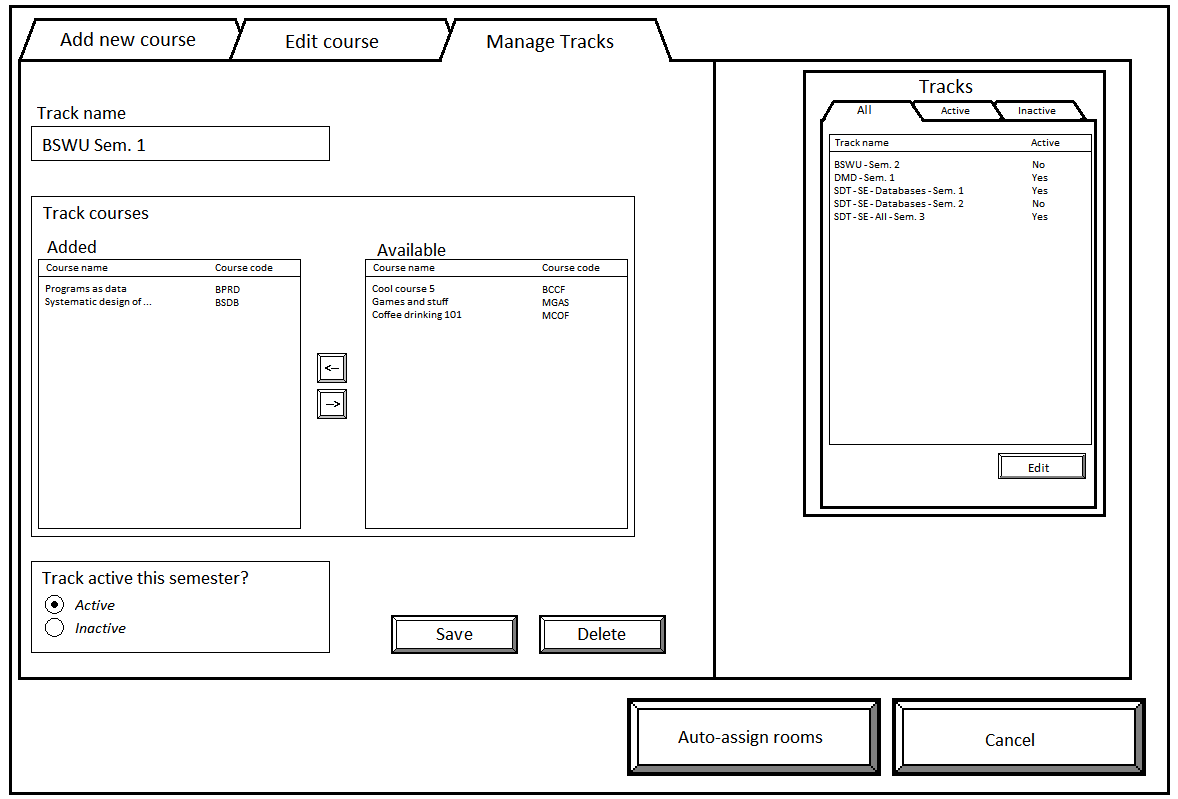 Add new course
Edit course
Manage Tracks
Track name
BSWU Sem. 1
Track courses
Added
Course name Course code
Programs as data BPRD
Systematic design of ... BSDB
<--
-->
Available
Course name Course code
Cool course 5 BCCF
Games and stuff MGAS
Coffee drinking 101 MCOF
Track active this semester?
Active
Inactive
Save
Delete
Tracks
All
Active
Inactive
Track name Active
BSWU - Sem. 2 No
DMD - Sem. 1 Yes
SDT - SE - Databases - Sem. 1 Yes
SDT - SE - Databases - Sem. 2 No
SDT - SE - All - Sem. 3 Yes
Edit
Auto-assign rooms
Cancel